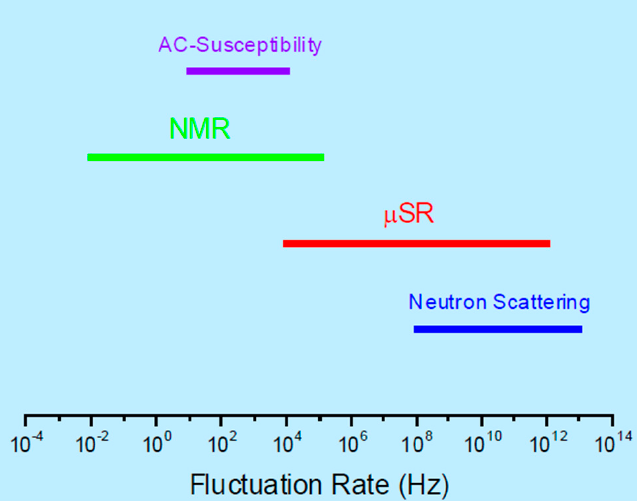 AC-Susceptibility
NMR
μSR
Neutron Scattering
10⁻⁴ 10⁻² 10⁰ 10² 10⁴ 10⁶ 10⁸ 10¹⁰ 10¹² 10¹⁴
Fluctuation Rate (Hz)